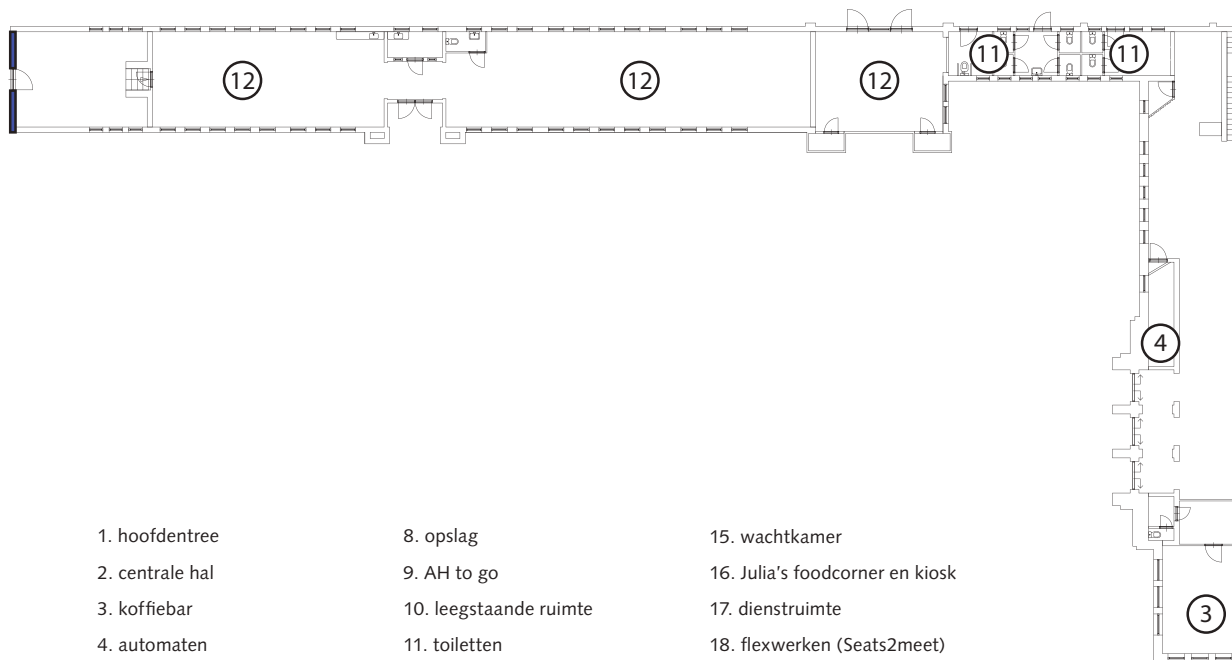 12
12
12
11
11
4
3
1. hoofdentree
2. centrale hal
3. koffiebar
4. automaten
8. opslag
9. AH to go
10. leegstaande ruimte
11. toiletten
15. wachtkamer
16. Julia's foodcorner en kiosk
17. dienstruimte
18. flexwerken (Seats2meet)